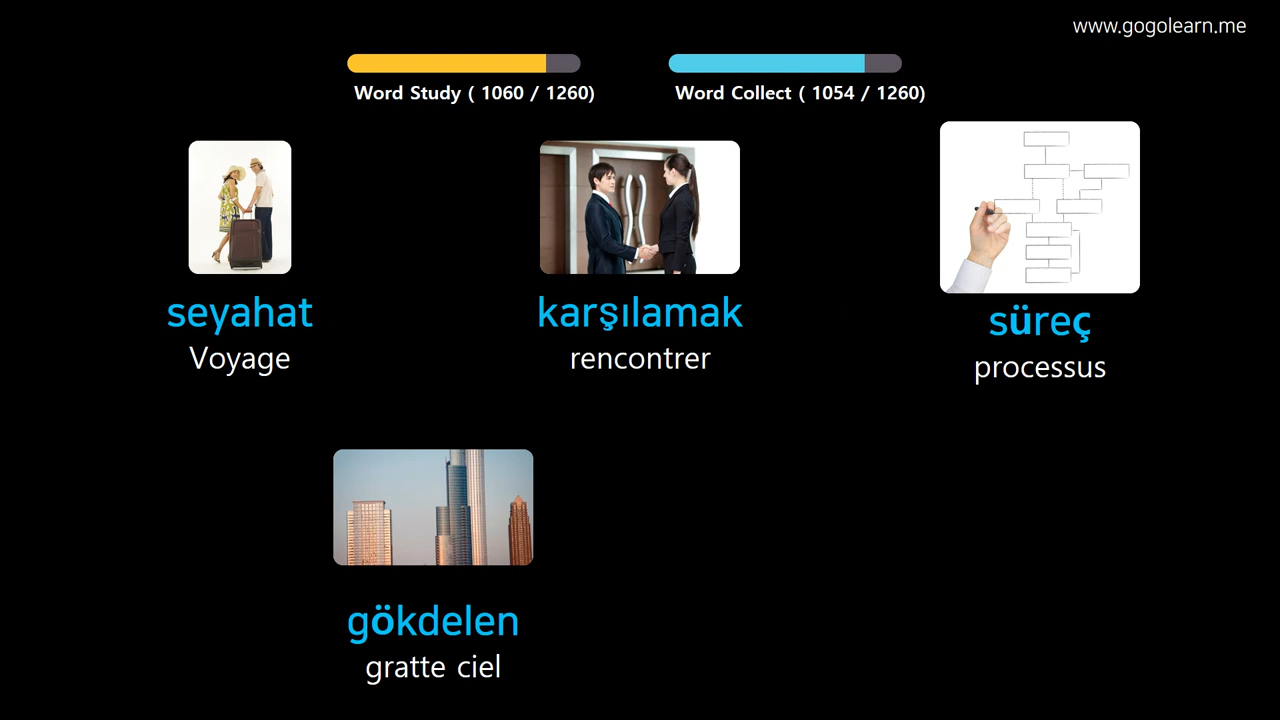 www.gogolearn.me
Word Study ( 1060 / 1260)
Word Collect ( 1054 / 1260)
seyahat
Voyage
karşılamak
rencontrer
süreç
processus
gökdelen
gratte ciel